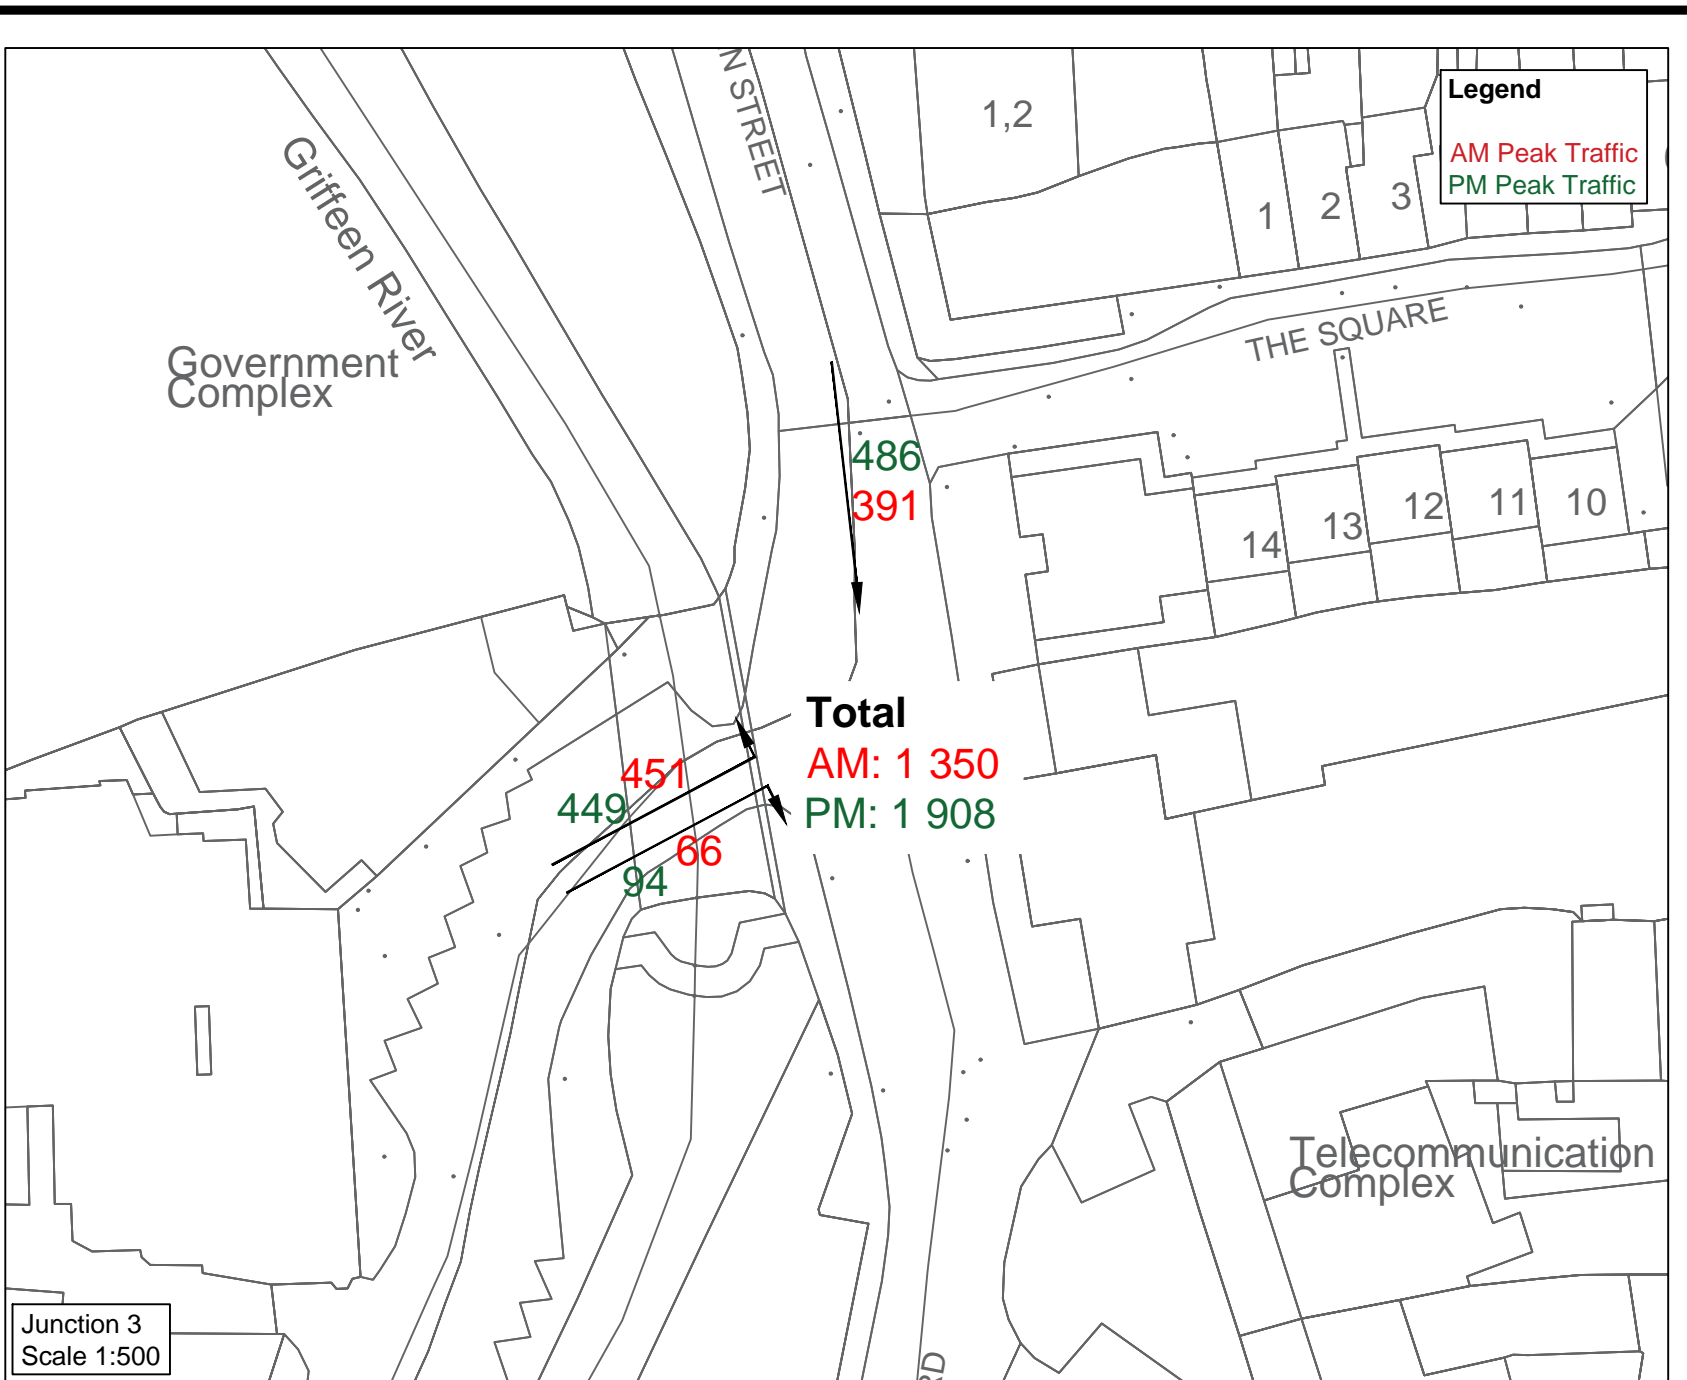 N STREET
1,2
Legend
AM Peak Traffic
PM Peak Traffic
Griffeen River
1
2
3
THE SQUARE
Government
Complex
486
391
14
13
12
11
10
Total
AM: 1 350
PM: 1 908
451
449
66
94
Telecommunication
Complex
Junction 3
Scale 1:500
RD